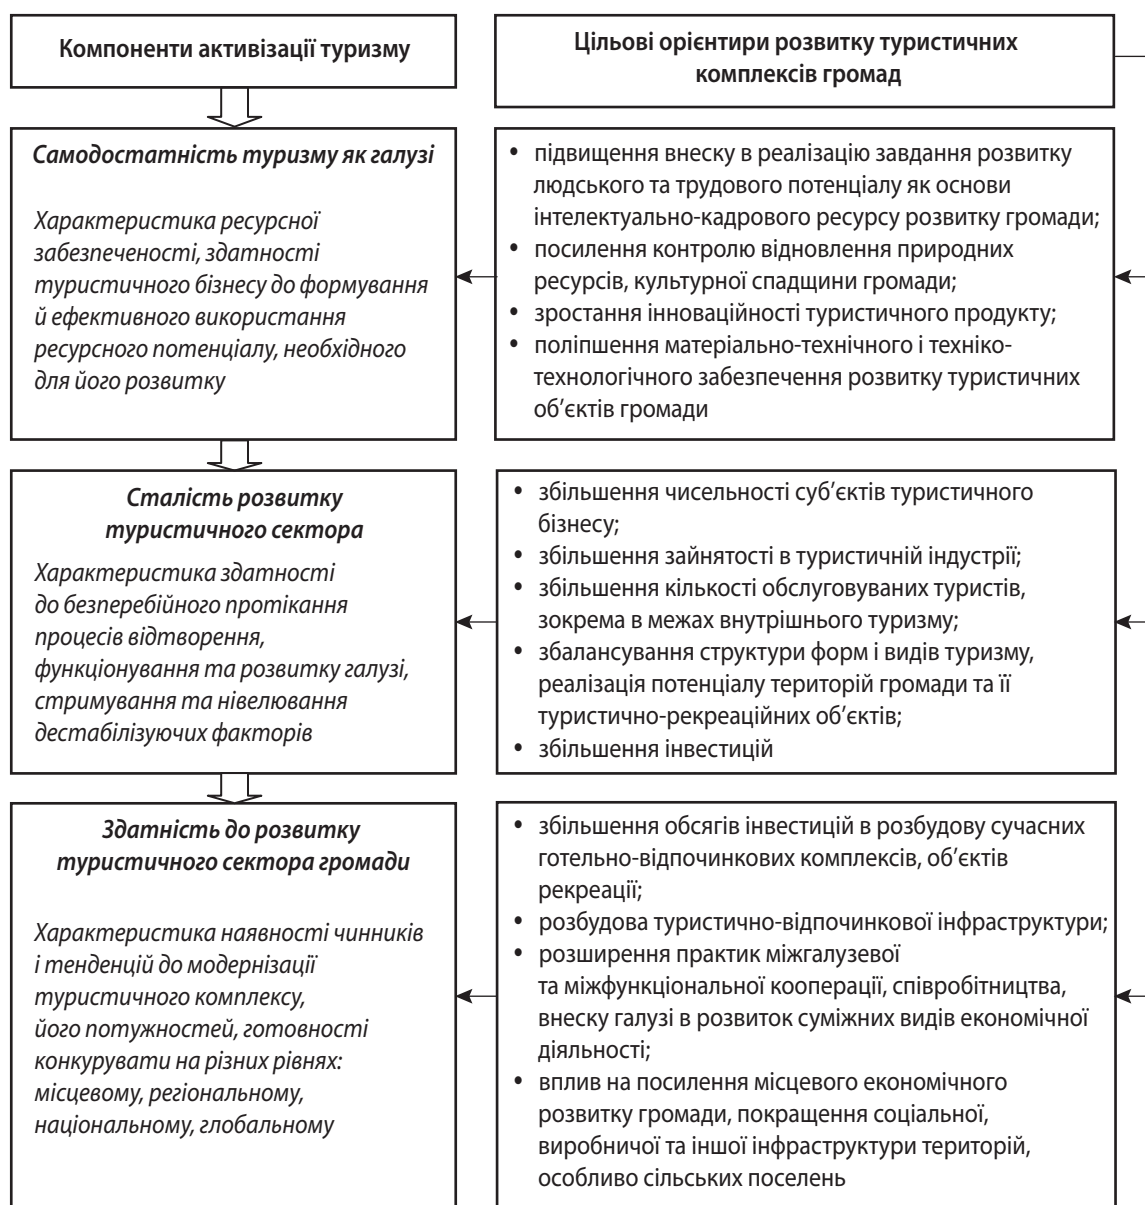 Компоненти активізації туризму
Цільові орієнтири розвитку туристичних
комплексів громад
Самодостатність туризму як галузі
Характеристика ресурсної
забезпеченості, здатності
туристичного бізнесу до формування
й ефективного використання
ресурсного потенціалу, необхідного
для його розвитку
• підвищення внеску в реалізацію завдання розвитку
людського та трудового потенціалу як основи
інтелектуально-кадрового ресурсу розвитку громади;
• посилення контролю відновлення природних
ресурсів, культурної спадщини громади;
• зростання інноваційності туристичного продукту;
• поліпшення матеріально-технічного і техніко-
технологічного забезпечення розвитку туристичних
об’єктів громади
Сталість розвитку
туристичного сектора
Характеристика здатності
до безперебійного протікання
процесів відтворення,
функціонування та розвитку галузі,
стримування та нівелювання
дестабілізуючих факторів
• збільшення чисельності суб’єктів туристичного
бізнесу;
• збільшення зайнятості в туристичній індустрії;
• збільшення кількості обслуговуваних туристів,
зокрема в межах внутрішнього туризму;
• збалансування структури форм і видів туризму,
реалізація потенціалу територій громади та її
туристично-рекреаційних об’єктів;
• збільшення інвестицій
Здатність до розвитку
туристичного сектора громади
Характеристика наявності чинників
і тенденцій до модернізації
туристичного комплексу,
його потужностей, готовності
конкурувати на різних рівнях:
місцевому, регіональному,
національному, глобальному
• збільшення обсягів інвестицій в розбудову сучасних
готельно-відпочинкових комплексів, об’єктів
рекреації;
• розбудова туристично-відпочинкової інфраструктури;
• розширення практик міжгалузевої
та міжфункціональної кооперації, співробітництва,
внеску галузі в розвиток суміжних видів економічної
діяльності;
• вплив на посилення місцевого економічного
розвитку громади, покращення соціальної,
виробничої та іншої інфраструктури територій,
особливо сільських поселень